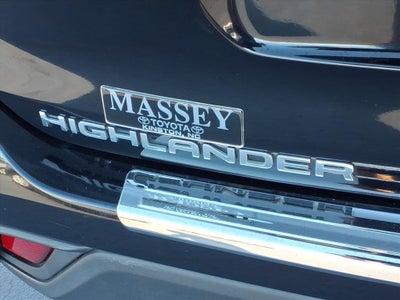 MASSEY
TOYOTA
KINSTON, NC
HIGHLANDER